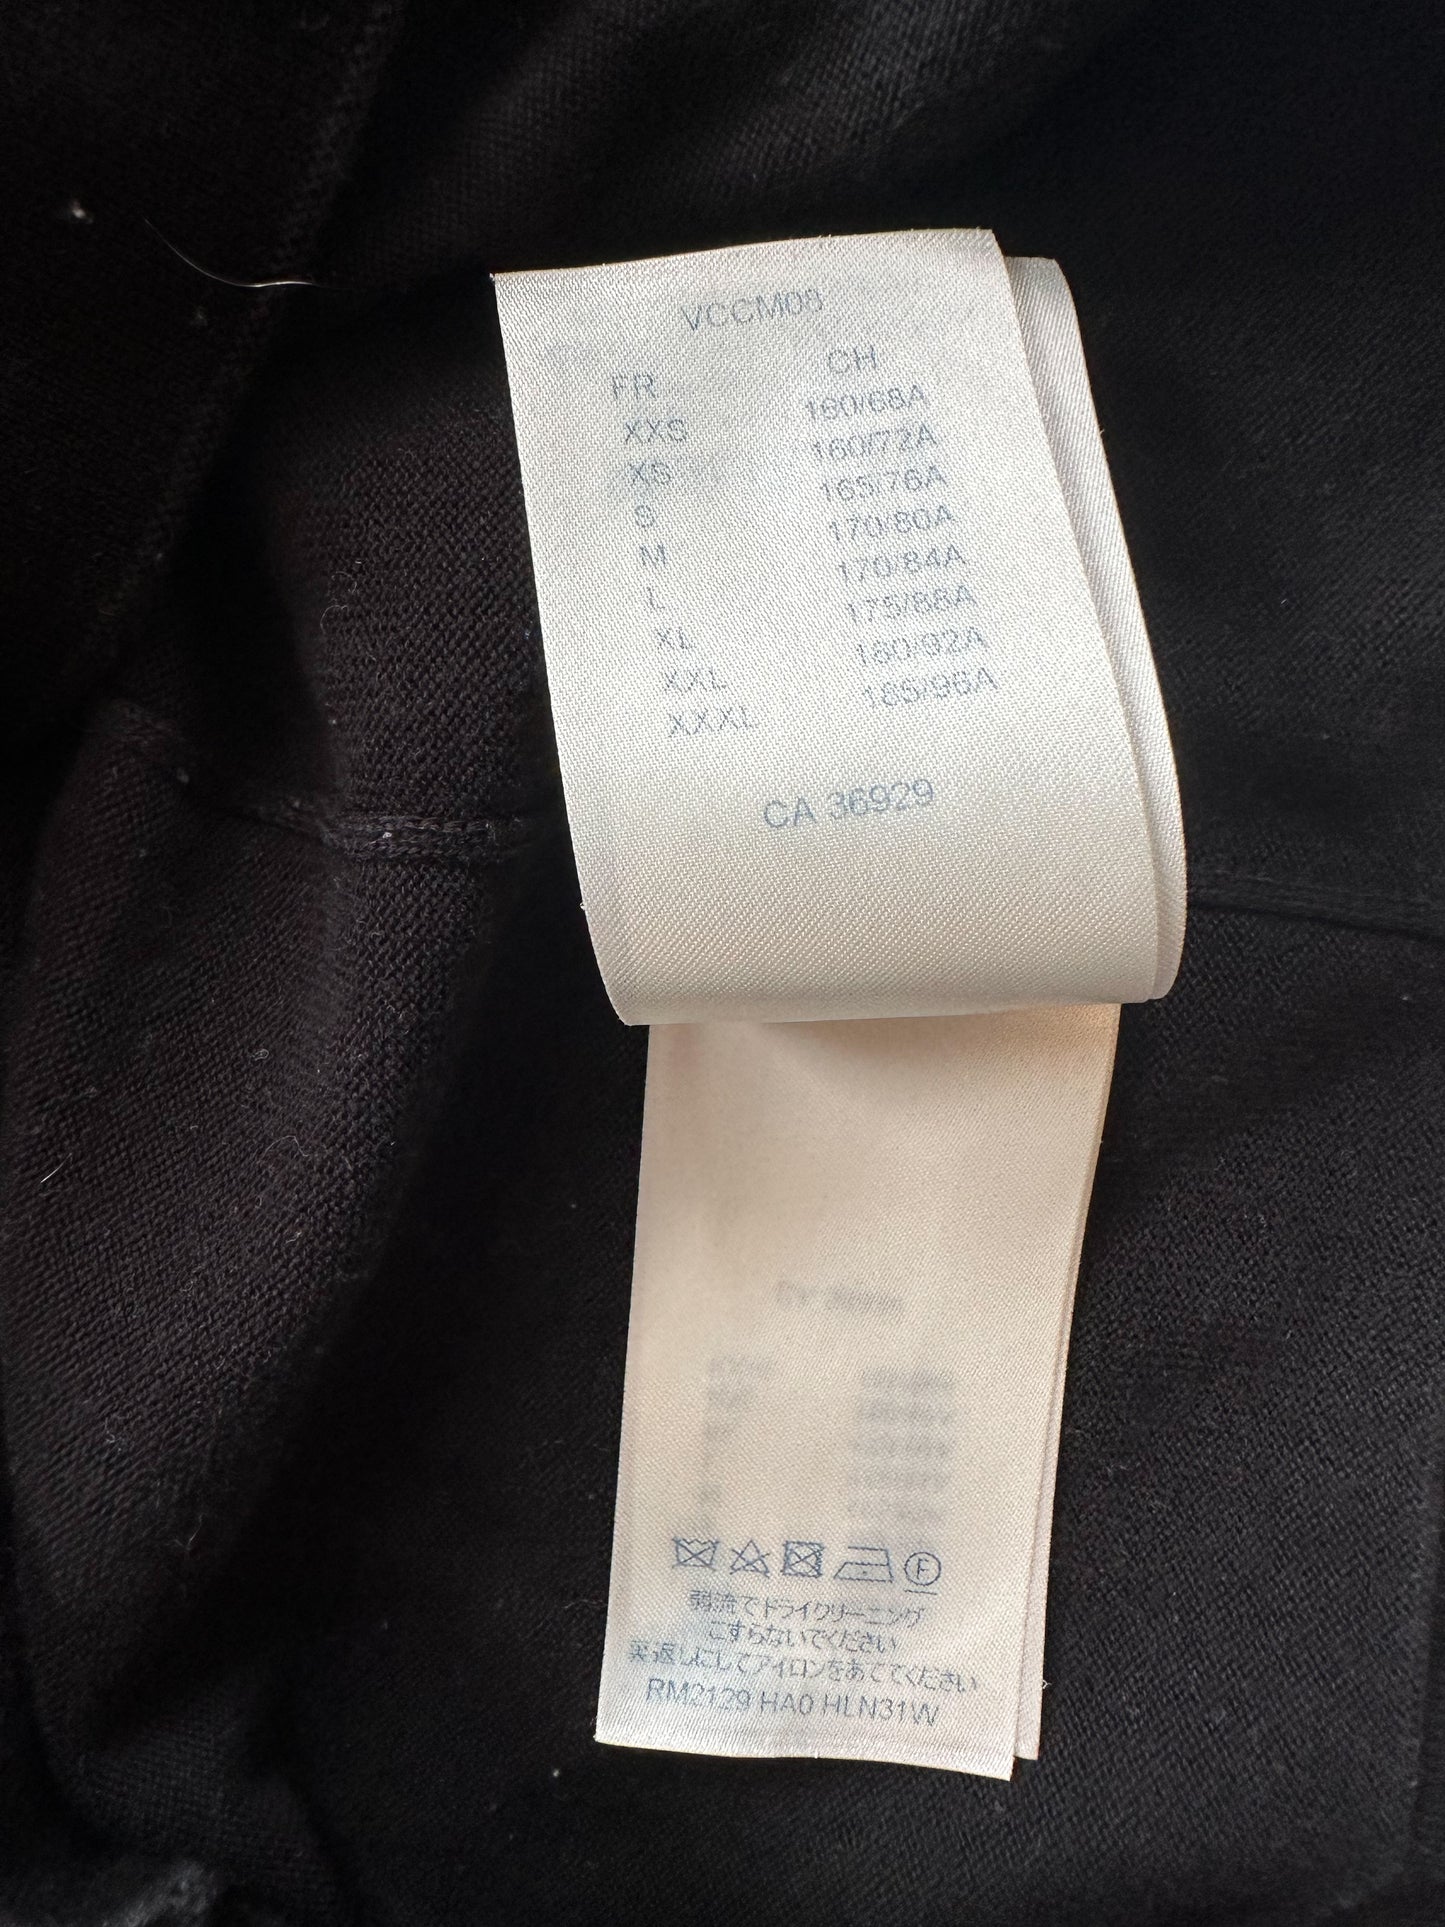 VCCM06
FR CH
XXS 160/68A
XS 160/72A
S 165/76A
M 170/80A
L 170/84A
XL 175/88A
XXL 180/92A
XXXL 185/96A
CA 36929
F
弱流でドライクリーニング
こすらないでください
裏返しにしてアイロンをあててください
RM2129 HA0 HLN31W